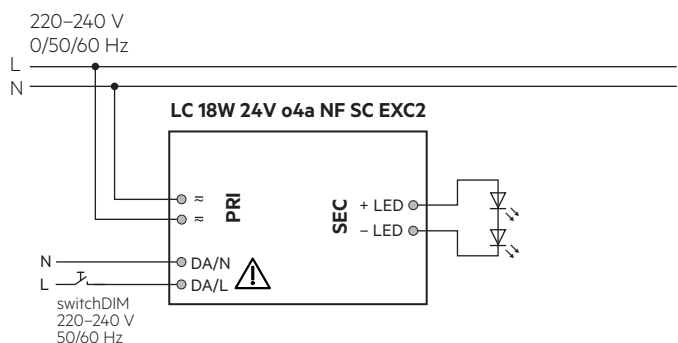 220–240 V
0/50/60 Hz
L
N
LC 18W 24V o4a NF SC EXC2
≂
≂
PRI
SEC
+ LED
– LED
N
DA/N
L
DA/L
switchDIM
220–240 V
50/60 Hz